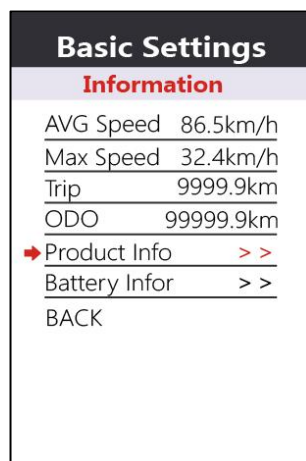 Basic Settings
Information
AVG Speed 86.5km/h
Max Speed 32.4km/h
Trip 9999.9km
ODO 99999.9km
Product Info > >
Battery Infor > >
BACK